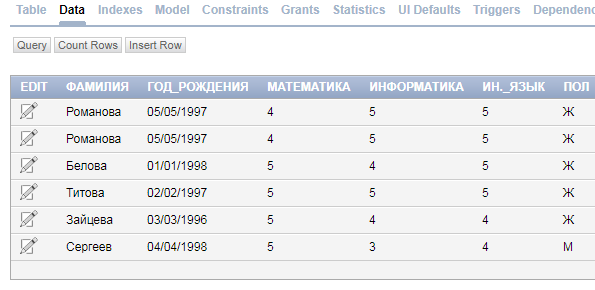 Table Data Indexes Model Constraints Grants Statistics UI Defaults Triggers Dependenc
Query Count Rows Insert Row
EDIT ФАМИЛИЯ ГОД_РОЖДЕНИЯ МАТЕМАТИКА ИНФОРМАТИКА ИН._ЯЗЫК ПОЛ
Романова 05/05/1997 4 5 5 Ж
Романова 05/05/1997 4 5 5 Ж
Белова 01/01/1998 5 4 5 Ж
Титова 02/02/1997 5 5 5 Ж
Зайцева 03/03/1996 5 4 4 Ж
Сергеев 04/04/1998 5 3 4 М